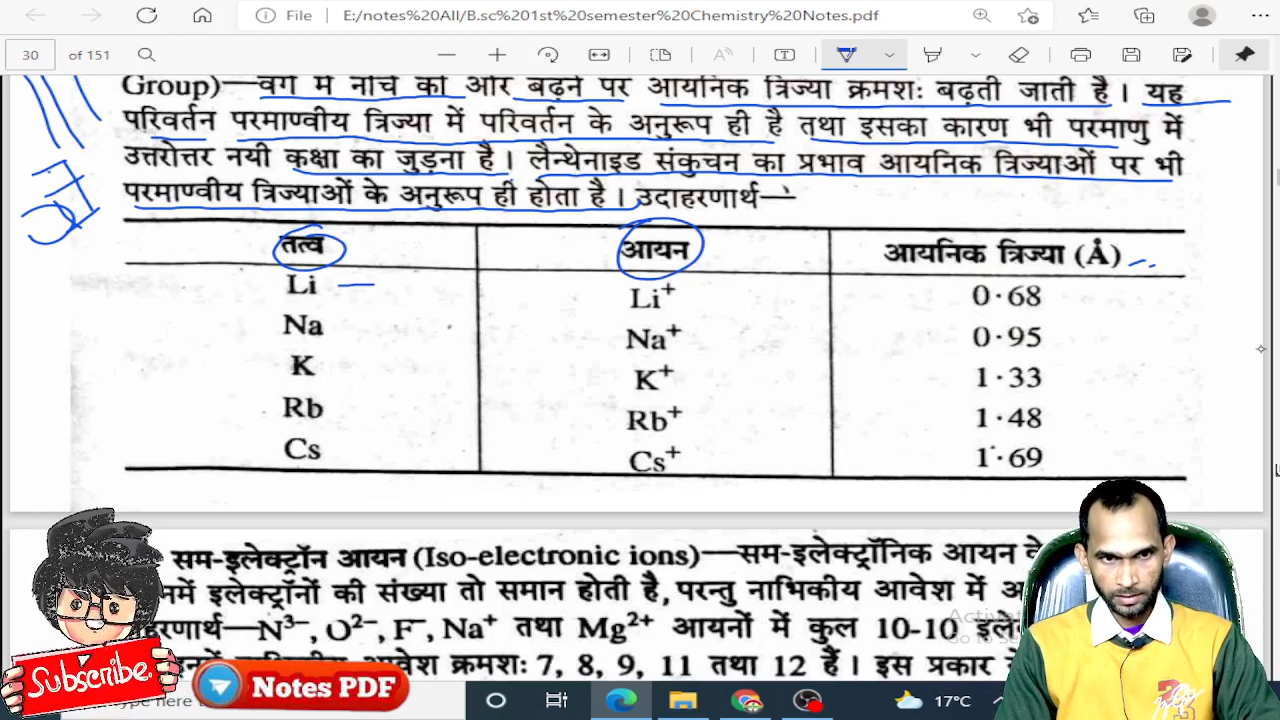 File E:/notes%20All/B.sc%201st%20semester%20Chemistry%20Notes.pdf
30 of 151
Group)—वर्ग में नीचे की ओर बढ़ने पर आयनिक त्रिज्या क्रमशः बढ़ती जाती है। यह
परिवर्तन परमाण्वीय त्रिज्या में परिवर्तन के अनुरूप ही है तथा इसका कारण भी परमाणु में
उत्तरोत्तर नयी कक्षा का जुड़ना है। लैन्थेनाइड संकुचन का प्रभाव आयनिक त्रिज्याओं पर भी
परमाण्वीय त्रिज्याओं के अनुरूप ही होता है। उदाहरणार्थ—
तत्व आयन आयनिक त्रिज्या (Å)
Li Li⁺ 0·68
Na Na⁺ 0·95
K K⁺ 1·33
Rb Rb⁺ 1·48
Cs Cs⁺ 1·69
सम-इलेक्ट्रॉन आयन (Iso-electronic ions)—सम-इलेक्ट्रॉनिक आयन
इलेक्ट्रॉनों की संख्या तो समान होती है, परन्तु नाभिकीय आवेश में
N³⁻, O²⁻, F⁻, Na⁺ तथा Mg²⁺ आयनों में कुल 10-10
आवेश क्रमशः 7, 8, 9, 11 तथा 12 हैं। इस प्रकार
Subscribe.
Notes PDF
here to
17°C